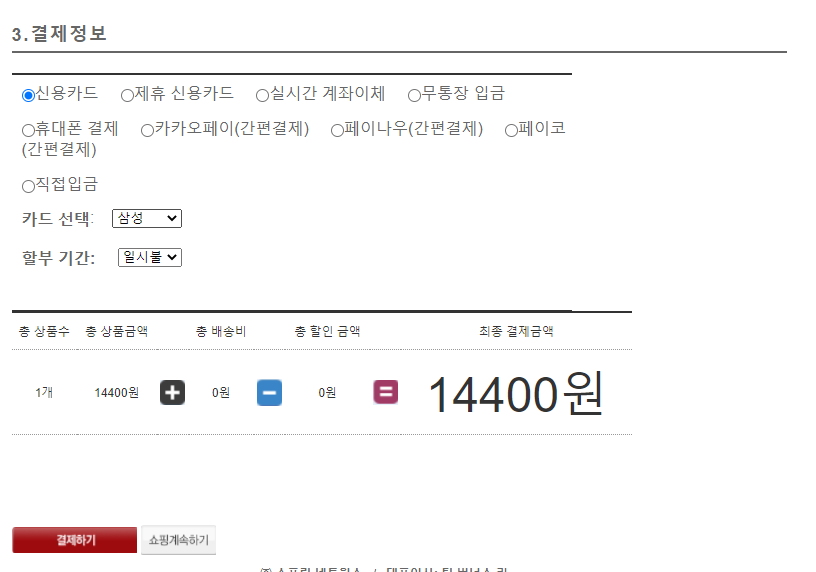 3.결제정보
신용카드 제휴 신용카드 실시간 계좌이체 무통장 입금
휴대폰 결제 카카오페이(간편결제) 페이나우(간편결제) 페이코
(간편결제)
직접입금
카드 선택: 삼성
할부 기간: 일시불
총 상품수 총 상품금액 총 배송비 총 할인 금액 최종 결제금액
1개 14400원 + 0원 - 0원 = 14400원
결제하기 쇼핑계속하기